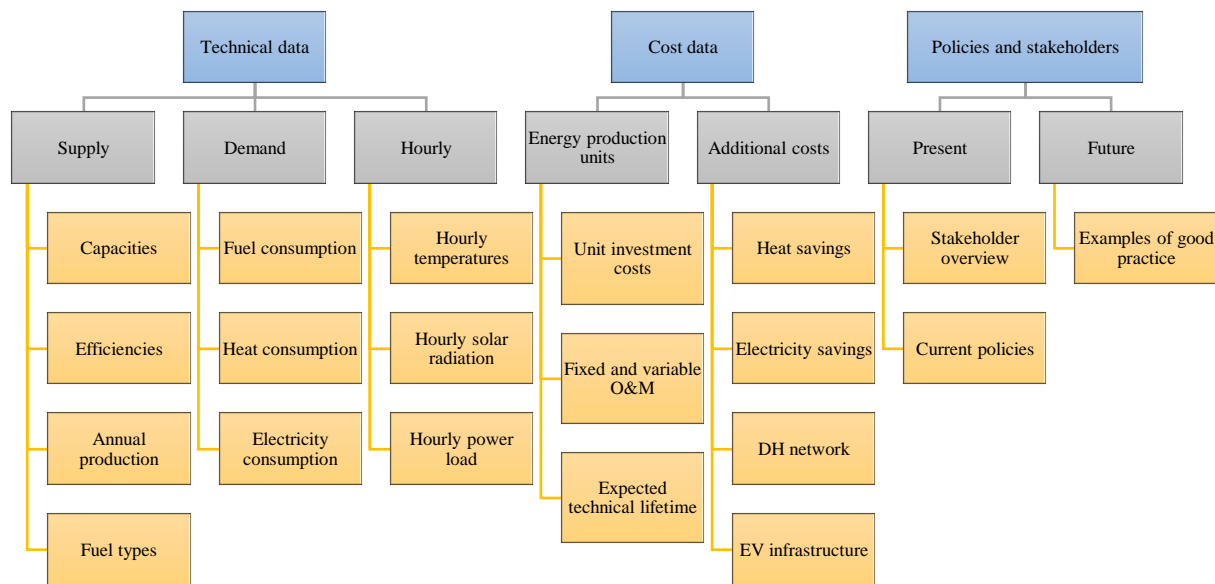 Technical data
Cost data
Policies and stakeholders
Supply
Demand
Hourly
Energy production
units
Additional costs
Present
Future
Capacities
Efficiencies
Annual
production
Fuel types
Fuel consumption
Heat consumption
Electricity
consumption
Hourly
temperatures
Hourly solar
radiation
Hourly power
load
Unit investment
costs
Fixed and variable
O&M
Expected
technical lifetime
Heat savings
Electricity savings
DH network
EV infrastructure
Stakeholder
overview
Current policies
Examples of good
practice